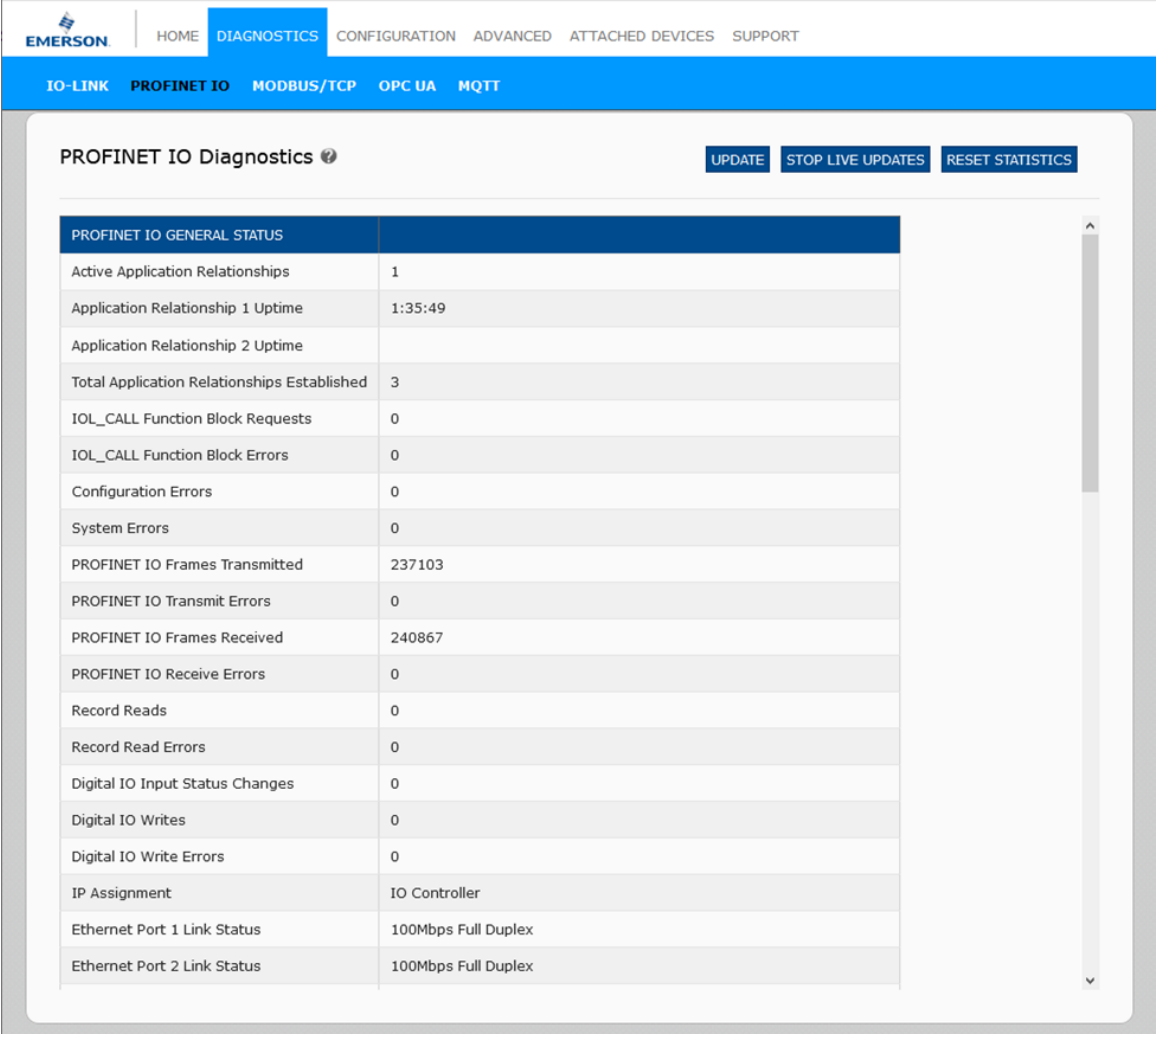 EMERSON.
HOME DIAGNOSTICS CONFIGURATION ADVANCED ATTACHED DEVICES SUPPORT
IO-LINK PROFINET IO MODBUS/TCP OPC UA MQTT
PROFINET IO Diagnostics ?
UPDATE STOP LIVE UPDATES RESET STATISTICS
PROFINET IO GENERAL STATUS
Active Application Relationships 1
Application Relationship 1 Uptime 1:35:49
Application Relationship 2 Uptime
Total Application Relationships Established 3
IOL_CALL Function Block Requests 0
IOL_CALL Function Block Errors 0
Configuration Errors 0
System Errors 0
PROFINET IO Frames Transmitted 237103
PROFINET IO Transmit Errors 0
PROFINET IO Frames Received 240867
PROFINET IO Receive Errors 0
Record Reads 0
Record Read Errors 0
Digital IO Input Status Changes 0
Digital IO Writes 0
Digital IO Write Errors 0
IP Assignment IO Controller
Ethernet Port 1 Link Status 100Mbps Full Duplex
Ethernet Port 2 Link Status 100Mbps Full Duplex